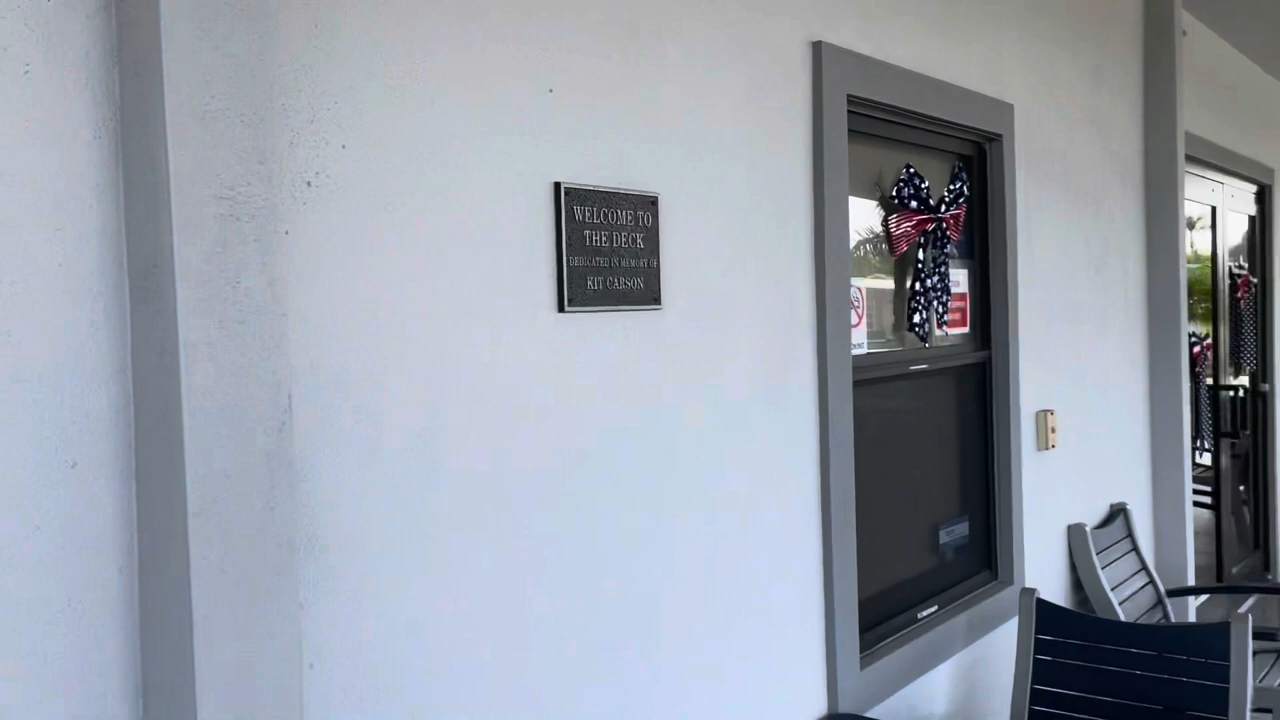 WELCOME TO
THE DECK
DEDICATED IN MEMORY OF
KIT CARSON